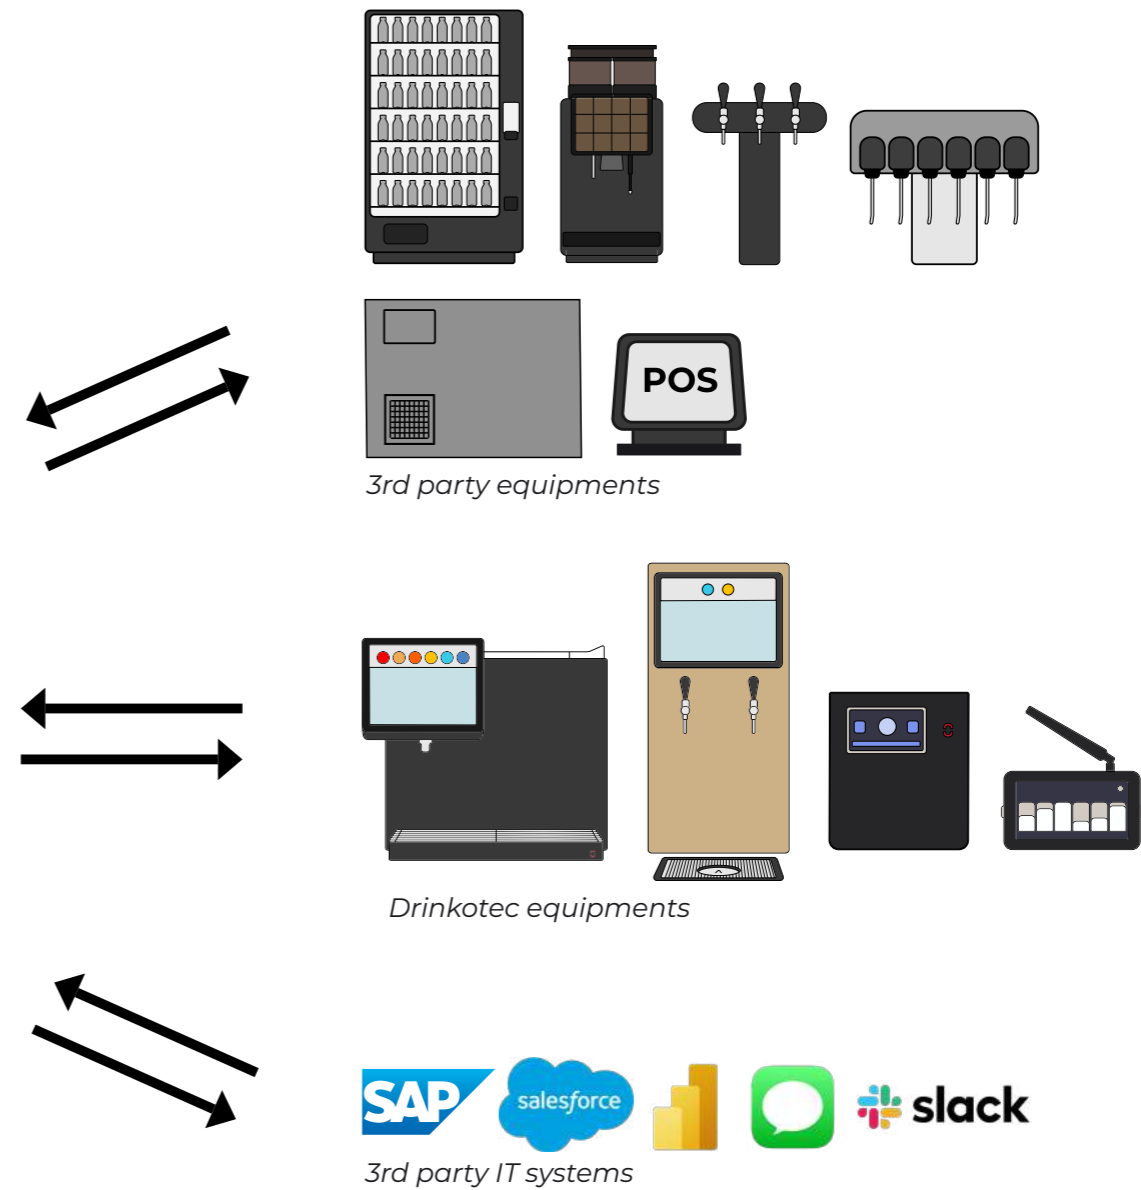 POS
3rd party equipments
Drinkotec equipments
SAP
salesforce
slack
3rd party IT systems